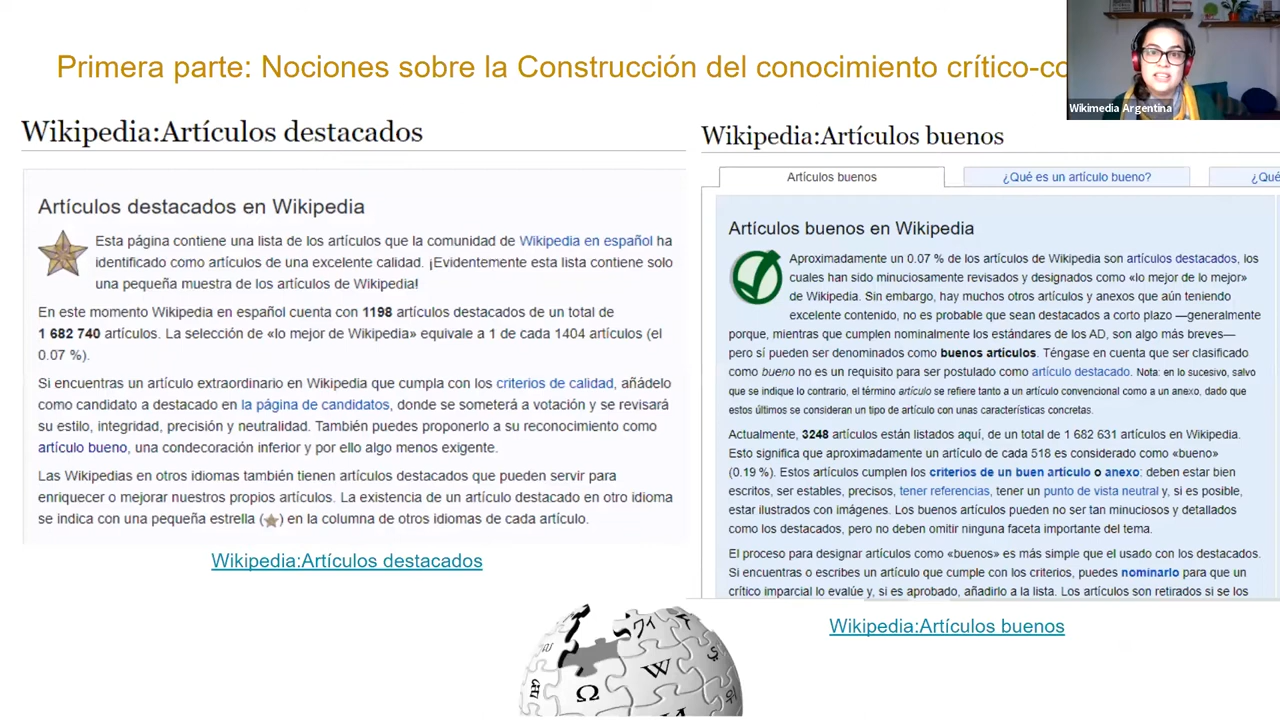 Primera parte: Nociones sobre la Construcción del conocimiento crítico-co
Wikimedia Argentina
Wikipedia:Artículos destacados
Artículos destacados en Wikipedia
Esta página contiene una lista de los artículos que la comunidad de Wikipedia en español ha
identificado como artículos de una excelente calidad. ¡Evidentemente esta lista contiene solo
una pequeña muestra de los artículos de Wikipedia!
En este momento Wikipedia en español cuenta con 1198 artículos destacados de un total de
1 682 740 artículos. La selección de «lo mejor de Wikipedia» equivale a 1 de cada 1404 artículos (el
0.07 %).
Si encuentras un artículo extraordinario en Wikipedia que cumpla con los criterios de calidad, añádelo
como candidato a destacado en la página de candidatos, donde se someterá a votación y se revisará
su estilo, integridad, precisión y neutralidad. También puedes proponerlo a su reconocimiento como
artículo bueno, una condecoración inferior y por ello algo menos exigente.
Las Wikipedias en otros idiomas también tienen artículos destacados que pueden servir para
enriquecer o mejorar nuestros propios artículos. La existencia de un artículo destacado en otro idioma
se indica con una pequeña estrella ( ) en la columna de otros idiomas de cada artículo.
Wikipedia:Artículos destacados
Wikipedia:Artículos buenos
Artículos buenos
¿Qué es un artículo bueno?
¿Qué
Artículos buenos en Wikipedia
Aproximadamente un 0.07 % de los artículos de Wikipedia son artículos destacados, los
cuales han sido minuciosamente revisados y designados como «lo mejor de lo mejor»
de Wikipedia. Sin embargo, hay muchos otros artículos y anexos que aún teniendo
excelente contenido, no es probable que sean destacados a corto plazo —generalmente
porque, mientras que cumplen nominalmente los estándares de los AD, son algo más breves—
pero sí pueden ser denominados como buenos artículos. Téngase en cuenta que ser clasificado
como bueno no es un requisito para ser postulado como artículo destacado. Nota: en lo sucesivo, salvo
que se indique lo contrario, el término artículo se refiere tanto a un artículo convencional como a un anexo, dado que
estos últimos se consideran un tipo de artículo con unas características concretas.
Actualmente, 3248 artículos están listados aquí, de un total de 1 682 631 artículos en Wikipedia.
Esto significa que aproximadamente un artículo de cada 518 es considerado como «bueno»
(0.19 %). Estos artículos cumplen los criterios de un buen artículo o anexo: deben estar bien
escritos, ser estables, precisos, tener referencias, tener un punto de vista neutral y, si es posible,
estar ilustrados con imágenes. Los buenos artículos pueden no ser tan minuciosos y detallados
como los destacados, pero no deben omitir ninguna faceta importante del tema.
El proceso para designar artículos como «buenos» es más simple que el usado con los destacados.
Si encuentras o escribes un artículo que cumple con los criterios, puedes nominarlo para que un
crítico imparcial lo evalúe y, si es aprobado, añadirlo a la lista. Los artículos son retirados si se los
Wikipedia:Artículos buenos
Ω
W